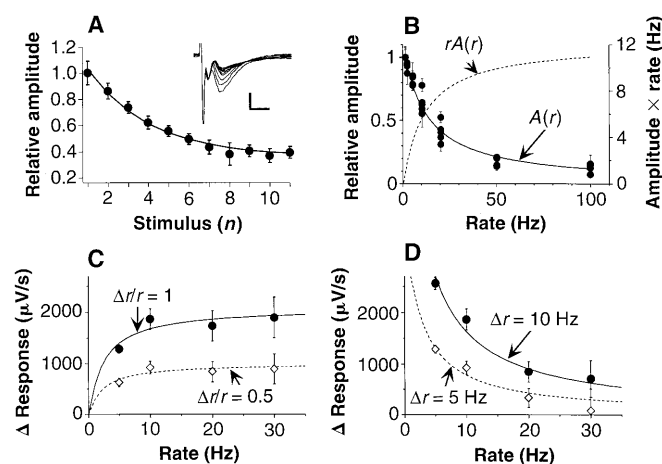 A
Relative amplitude
1.4
1.2
1.0
0.8
0.6
0.4
0.2
2 4 6 8 10
Stimulus (n)
B
Relative amplitude
1
0.5
0
rA(r)
A(r)
12
8
4
0
Amplitude × rate (Hz)
0 50 100
Rate (Hz)
C
Δ Response (μV/s)
2000
1000
0
Δr/r = 1
Δr/r = 0.5
0 10 20 30
Rate (Hz)
D
Δ Response (μV/s)
2000
1000
0
Δr = 10 Hz
Δr = 5 Hz
0 10 20 30
Rate (Hz)